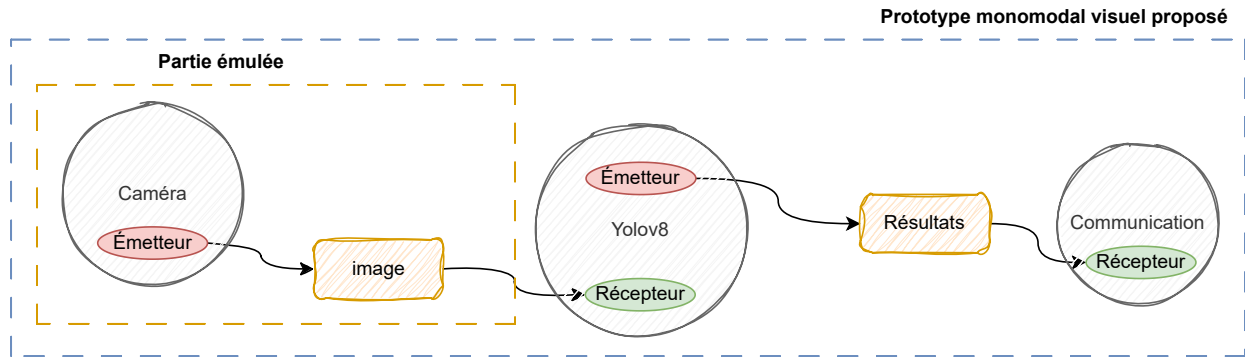 Prototype monomodal visuel proposé
Partie émulée
Caméra
Émetteur
image
Émetteur
Yolov8
Récepteur
Résultats
Communication
Récepteur